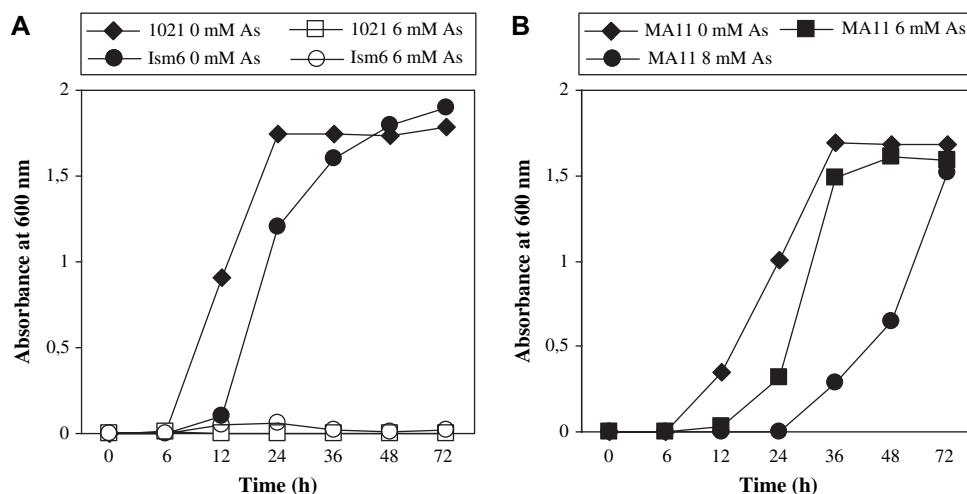 A
1021 0 mM As
1021 6 mM As
Ism6 0 mM As
Ism6 6 mM As
2
1,5
1
0,5
0
Absorbance at 600 nm
0 6 12 24 36 48 72
Time (h)
B
MA11 0 mM As
MA11 6 mM As
MA11 8 mM As
2
1,5
1
0,5
0
Absorbance at 600 nm
0 6 12 24 36 48 72
Time (h)